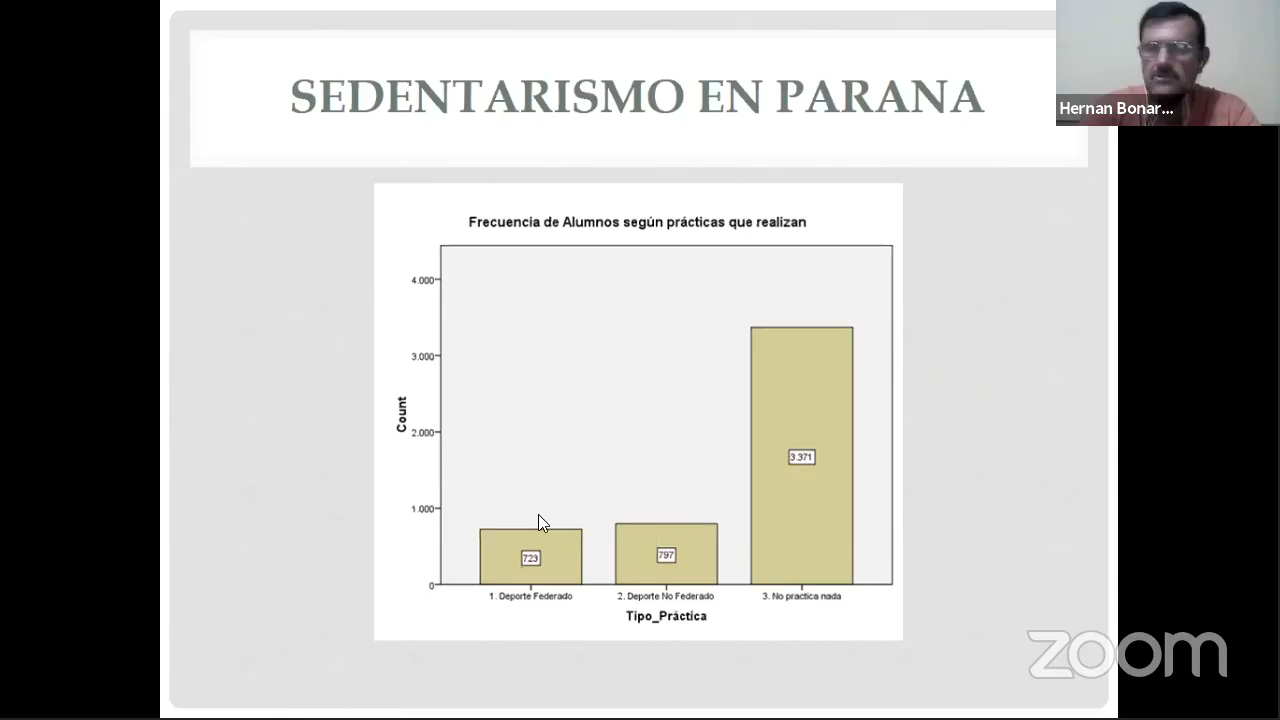 SEDENTARISMO EN PARANA
Hernan Bonar...
Frecuencia de Alumnos según prácticas que realizan
4.000
3.000
2.000
1.000
0
Count
723
797
3.371
1. Deporte Federado
2. Deporte No Federado
3. No practica nada
Tipo_Práctica
zoom